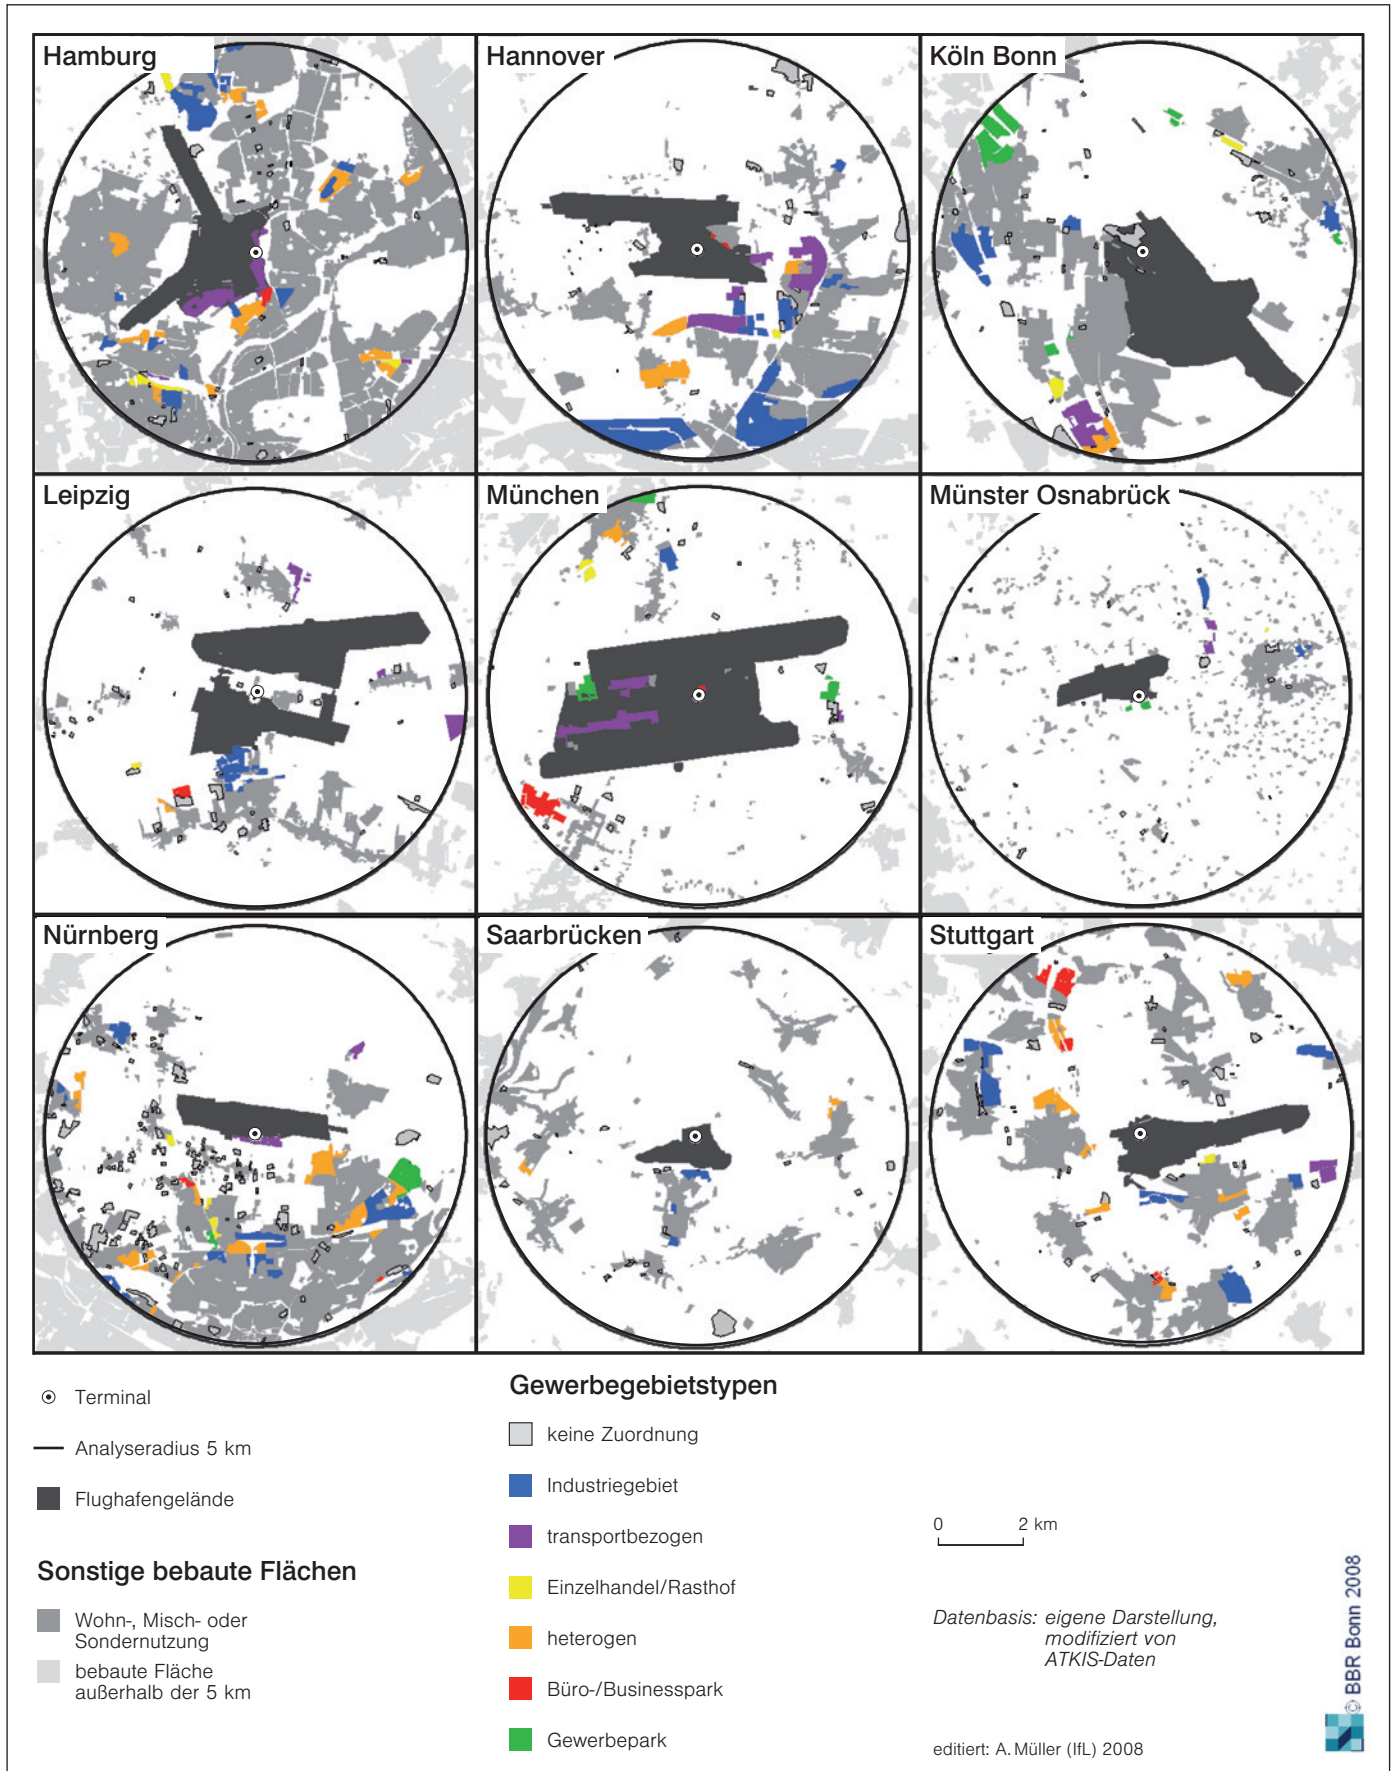 Hamburg
Hannover
Köln Bonn
Leipzig
München
Münster Osnabrück
Nürnberg
Saarbrücken
Stuttgart
Terminal
Analyseradius 5 km
Flughafengelände
Sonstige bebaute Flächen
Wohn-, Misch- oder
Sondernutzung
bebaute Fläche
außerhalb der 5 km
Gewerbegebietstypen
keine Zuordnung
Industriegebiet
transportbezogen
Einzelhandel/Rasthof
heterogen
Büro-/Businesspark
Gewerbepark
0 2 km
Datenbasis: eigene Darstellung,
modifiziert von
ATKIS-Daten
editiert: A. Müller (IfL) 2008
© BBR Bonn 2008